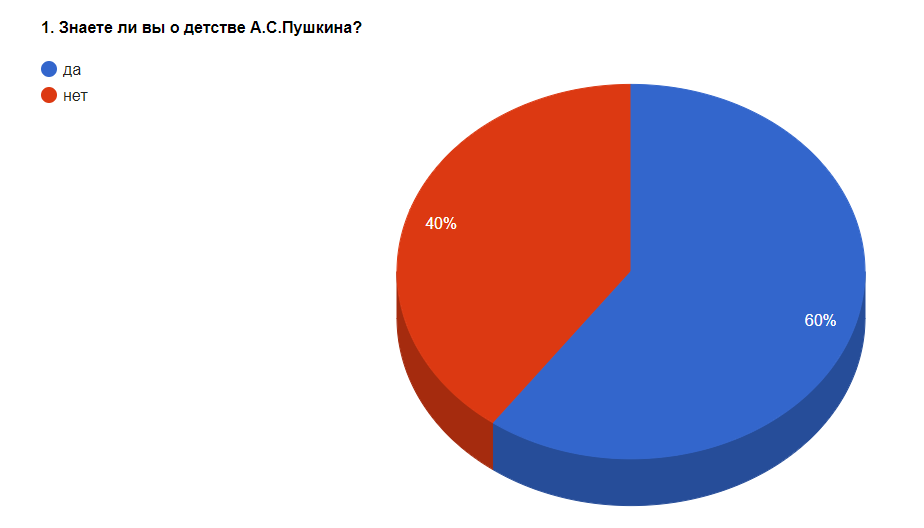 1. Знаете ли вы о детстве А.С.Пушкина?
да
нет
40%
60%